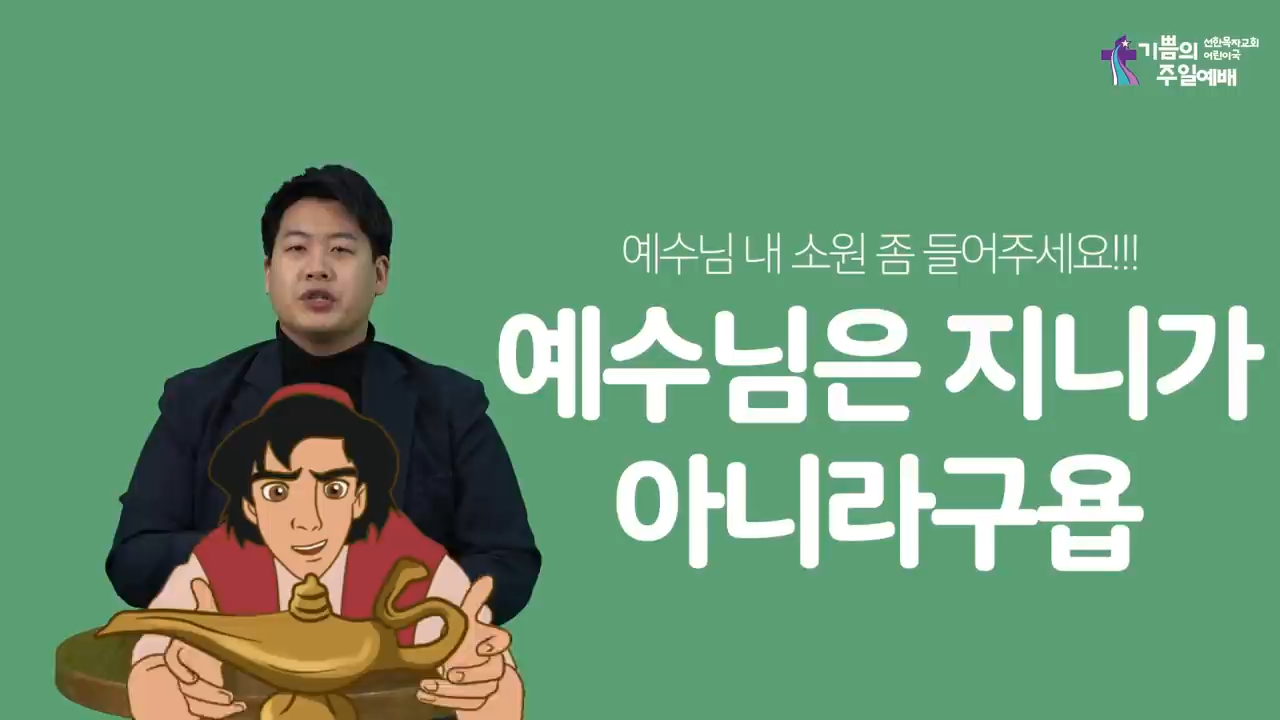 기쁨의
선한목자교회
어린이국
주일예배
예수님 내 소원 좀 들어주세요!!!
예수님은 지니가
아니라구욥